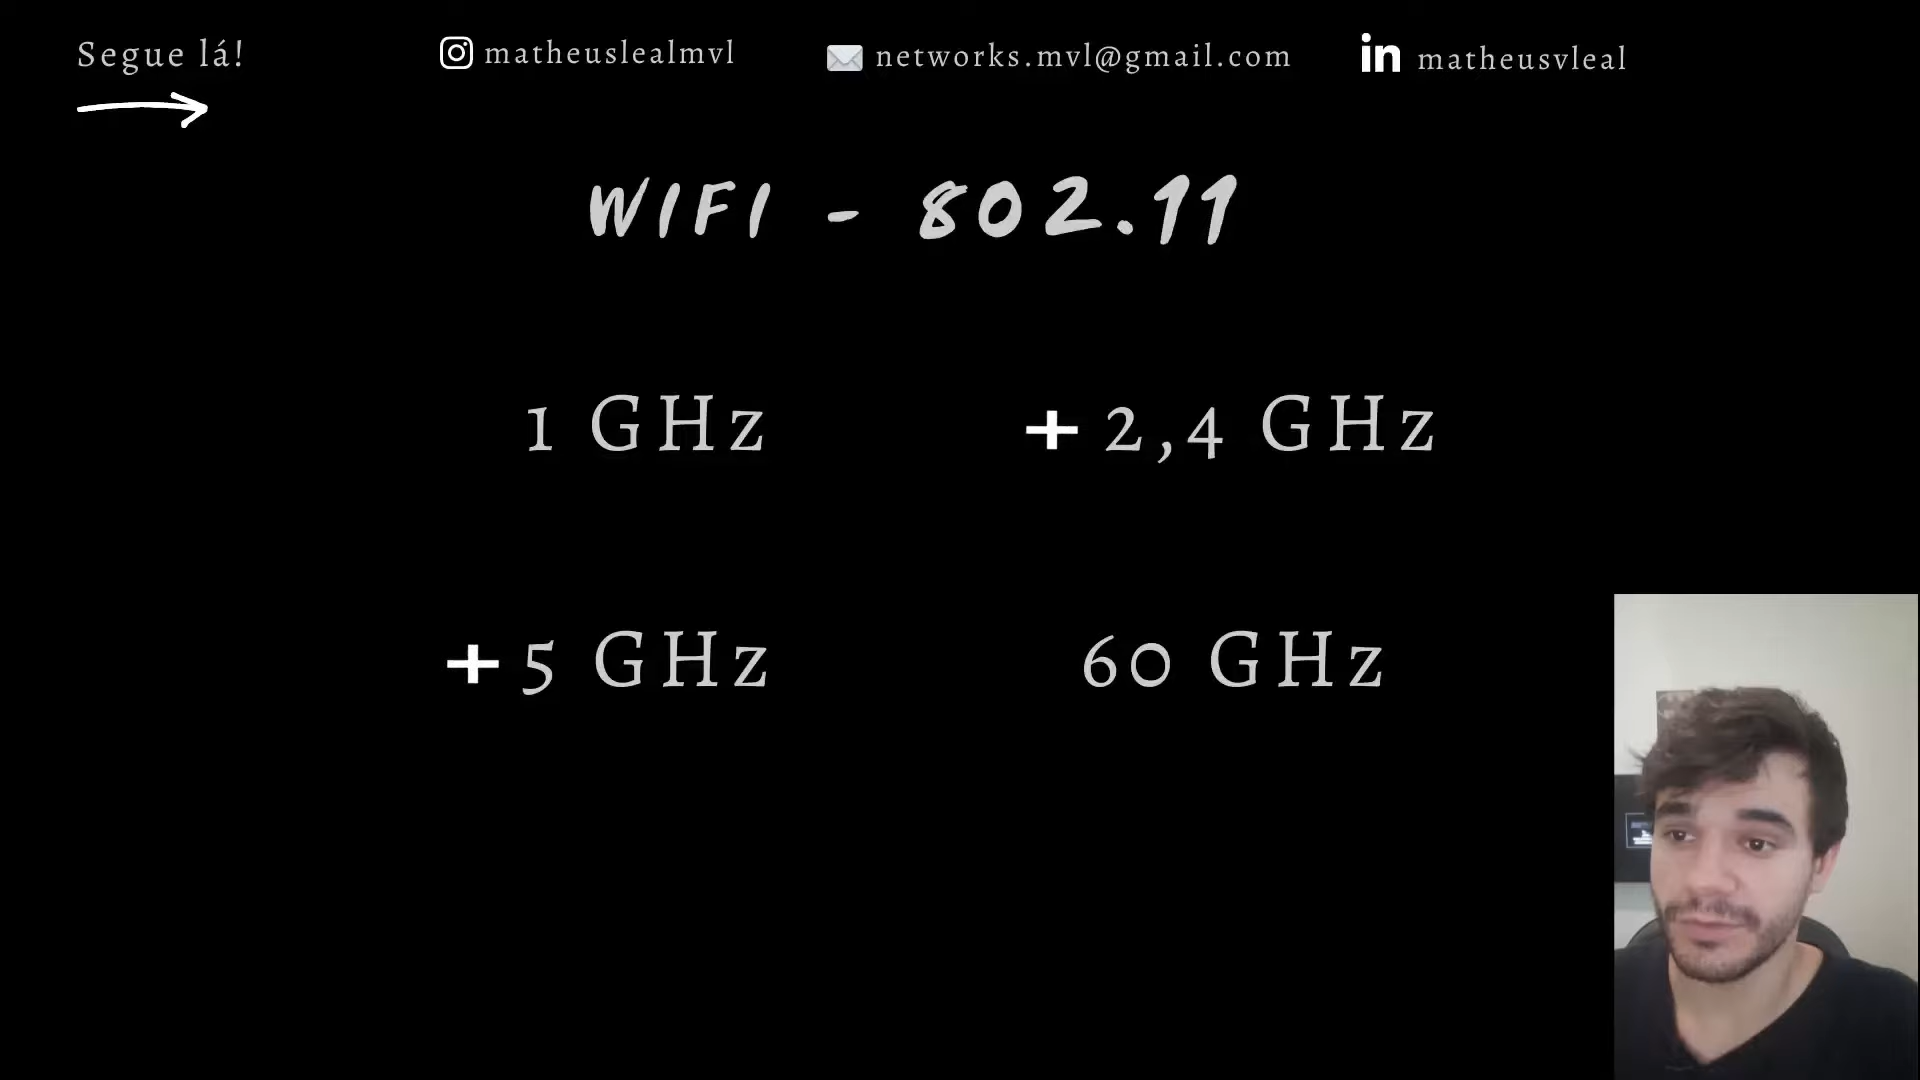 Segue lá!
matheuslealmvl
networks.mvl@gmail.com
in matheusvleal
WIFI - 802.11
1 GHz
+ 2,4 GHz
+ 5 GHz
60 GHz